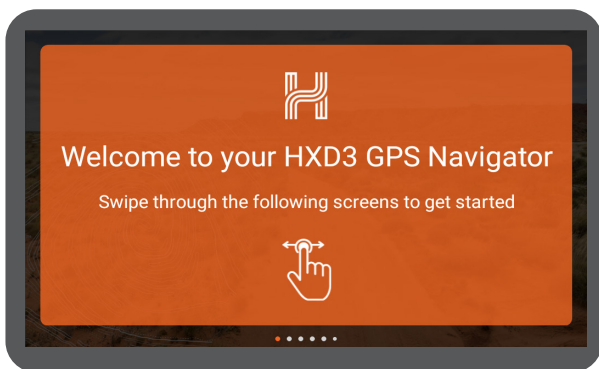 Welcome to your HXD3 GPS Navigator
Swipe through the following screens to get started